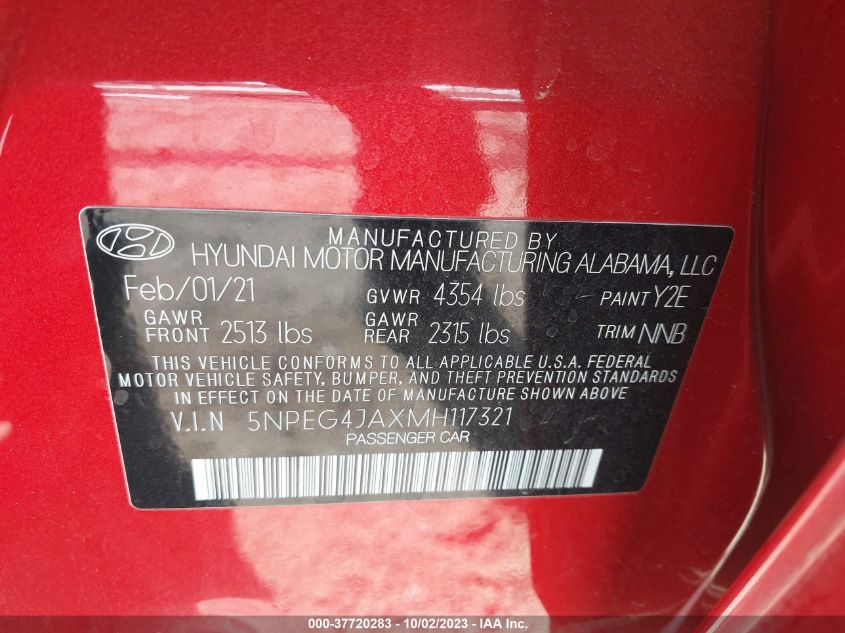 MANUFACTURED BY
HYUNDAI MOTOR MANUFACTURING ALABAMA, LLC
Feb/01/21 GVWR 4354 lbs PAINT Y2E
GAWR FRONT 2513 lbs GAWR REAR 2315 lbs TRIM NNB
THIS VEHICLE CONFORMS TO ALL APPLICABLE U.S.A. FEDERAL
MOTOR VEHICLE SAFETY, BUMPER, AND THEFT PREVENTION STANDARDS
IN EFFECT ON THE DATE OF MANUFACTURE SHOWN ABOVE
V.I.N 5NPEG4JAXMH117321
PASSENGER CAR
000-37720283 - 10/02/2023 - IAA Inc.